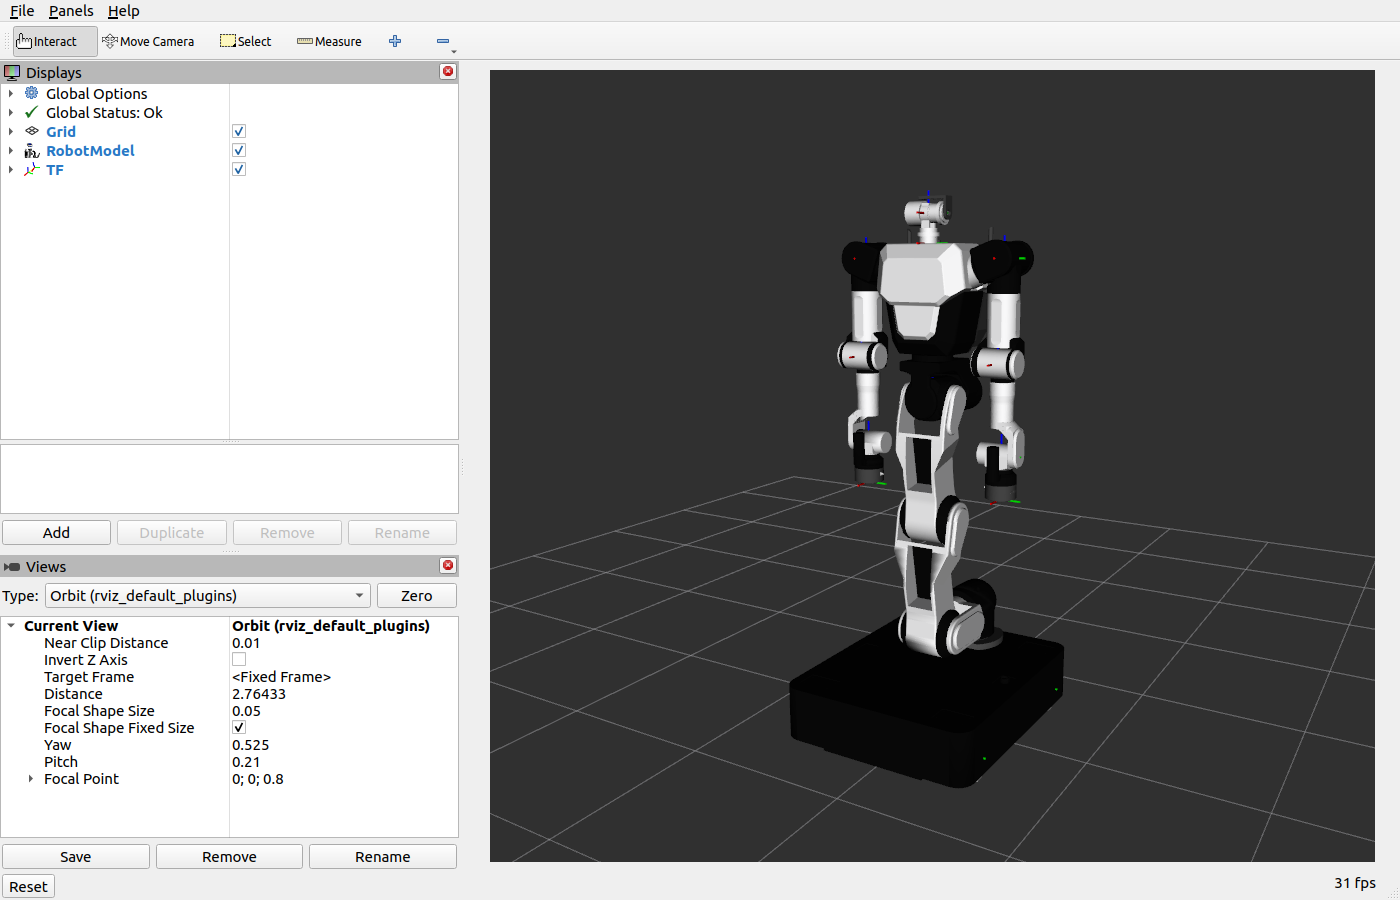 File Panels Help
Interact Move Camera Select Measure
Displays
Global Options
Global Status: Ok
Grid
RobotModel
TF
Add Duplicate Remove Rename
Views
Type: Orbit (rviz_default_plugins) Zero
Current View Orbit (rviz_default_plugins)
Near Clip Distance 0.01
Invert Z Axis
Target Frame <Fixed Frame>
Distance 2.76433
Focal Shape Size 0.05
Focal Shape Fixed Size
Yaw 0.525
Pitch 0.21
Focal Point 0; 0; 0.8
Save Remove Rename
Reset 31 fps